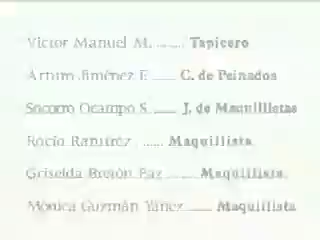 Victor Manuel M. ....... Tapicero
Arturo Jiménez F. ...... C. de Peinados
Socorro Ocampo S. ...... J. de Maquillistas
Rocío Ramírez ...... Maquillista
Griselda Bretón Paz ...... Maquillista
Mónica Guzmán Yáñez ...... Maquillista